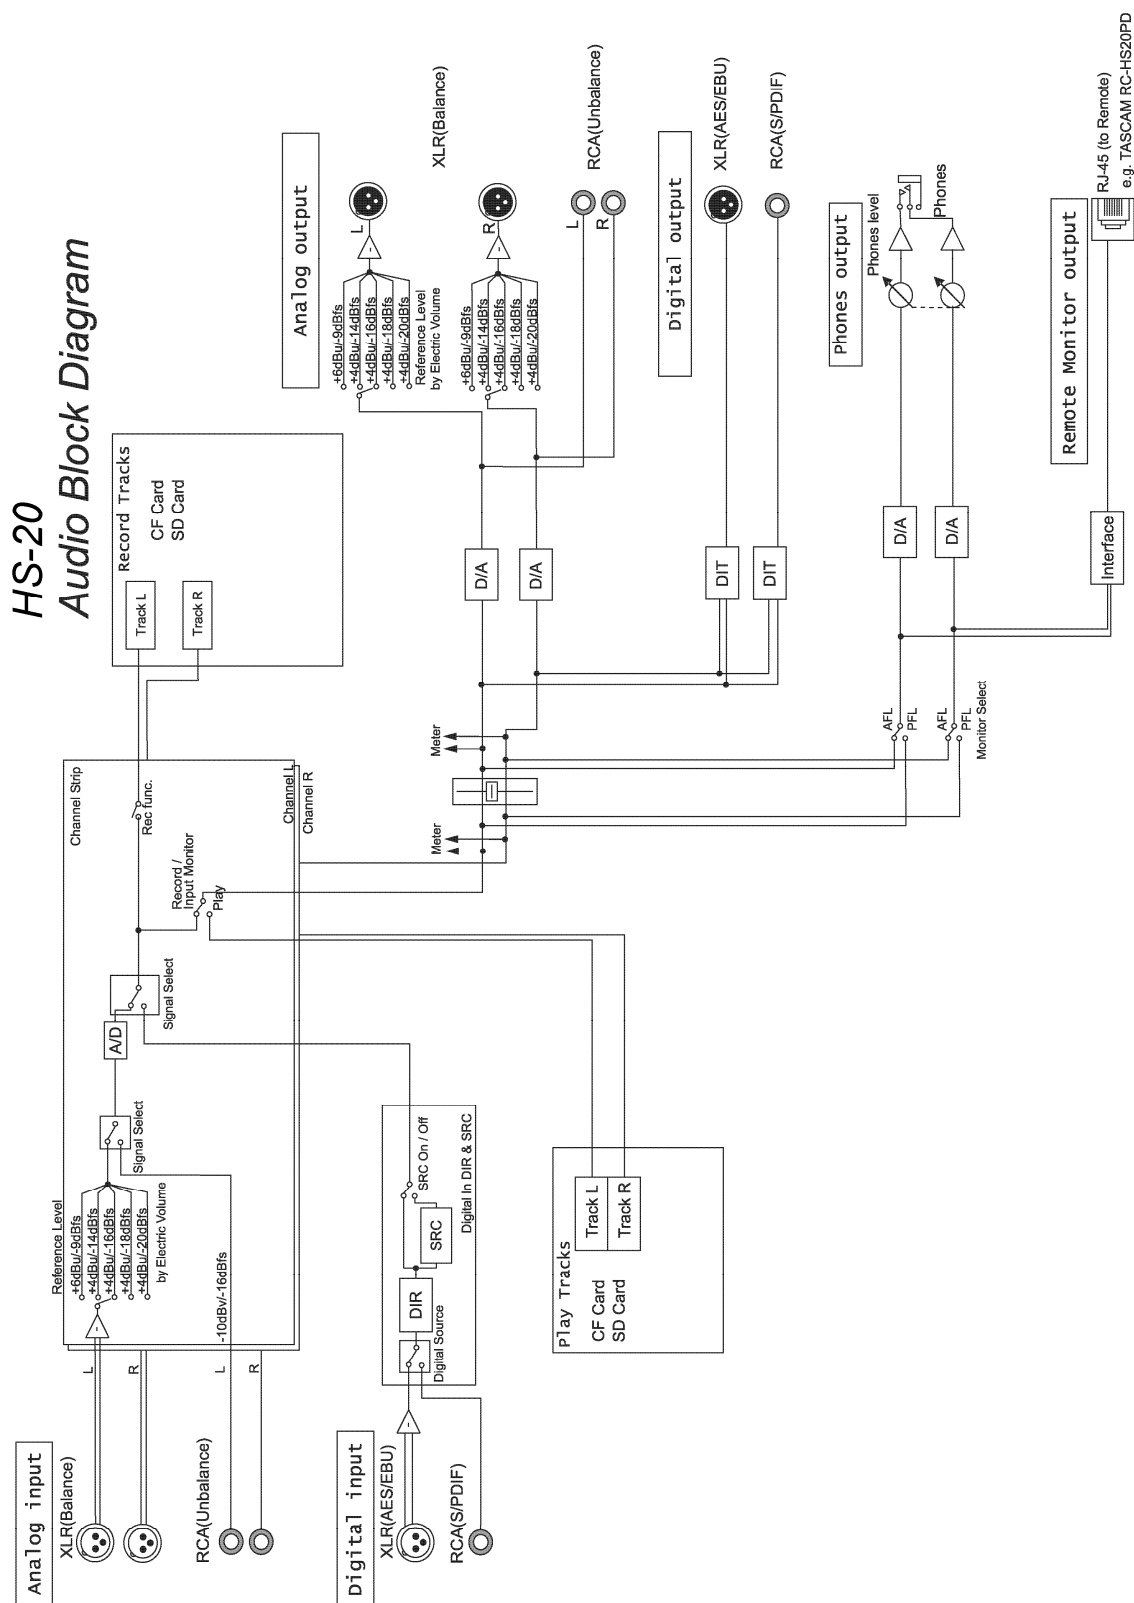 HS-20
Audio Block Diagram
Analog input
XLR(Balance)
L
R
RCA(Unbalance)
L
R
Reference Level
+6dBu/-9dBfs
+4dBu/-14dBfs
+4dBu/-16dBfs
+4dBu/-18dBfs
+4dBu/-20dBfs
by Electric Volume
-10dBv/-16dBfs
Signal Select
A/D
Signal Select
Channel Strip
Record /
Input Monitor
Play
Rec func.
Channel L
Channel R
Record Tracks
Track L
Track R
CF Card
SD Card
Digital input
XLR(AES/EBU)
RCA(S/PDIF)
Digital Source
DIR
SRC
SRC On / Off
Digital In DIR & SRC
Play Tracks
CF Card
SD Card
Track L
Track R
Meter
Meter
D/A
D/A
DIT
DIT
Analog output
+6dBu/-9dBfs
+4dBu/-14dBfs
+4dBu/-16dBfs
+4dBu/-18dBfs
+4dBu/-20dBfs
Reference Level
by Electric Volume
L
XLR(Balance)
+6dBu/-9dBfs
+4dBu/-14dBfs
+4dBu/-16dBfs
+4dBu/-18dBfs
+4dBu/-20dBfs
R
L
R
RCA(Unbalance)
Digital output
XLR(AES/EBU)
RCA(S/PDIF)
AFL
PFL
AFL
PFL
Monitor Select
D/A
D/A
Phones output
Phones level
Phones
Interface
Remote Monitor output
RJ-45 (to Remote)
e.g. TASCAM RC-HS20PD